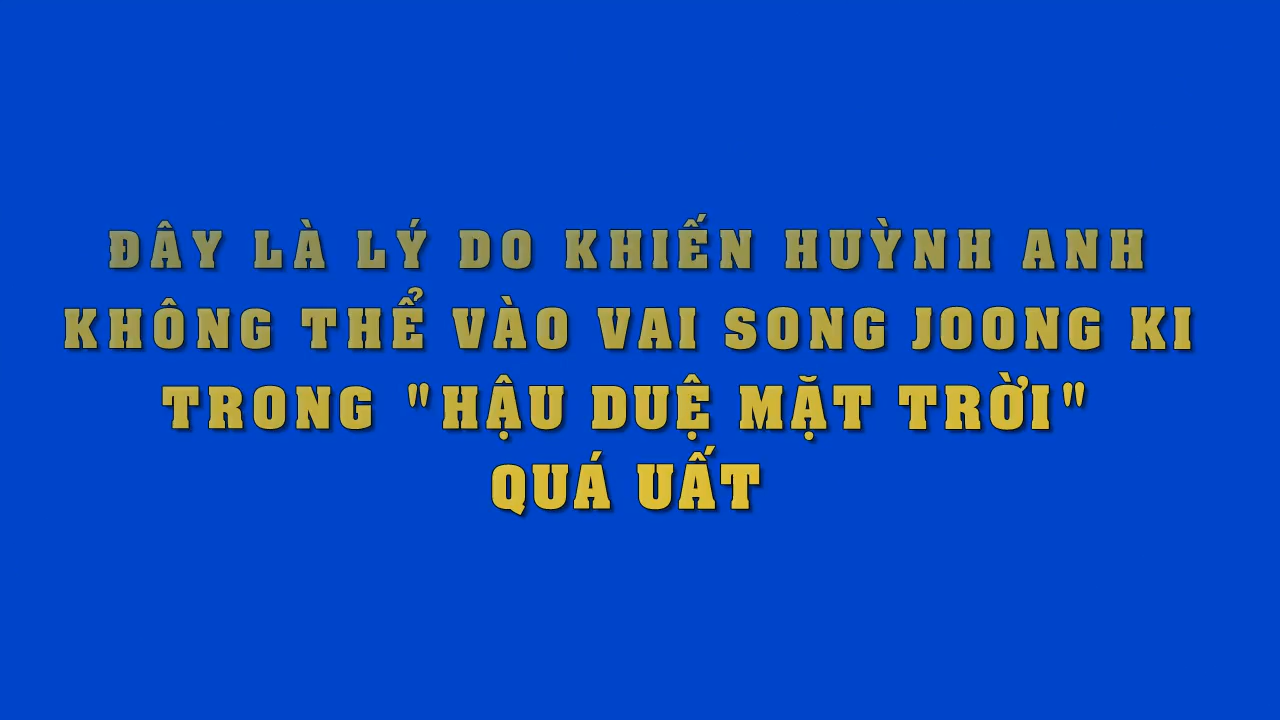 ĐÂY LÀ LÝ DO KHIẾN HUỲNH ANH
KHÔNG THỂ VÀO VAI SONG JOONG KI
TRONG "HẬU DUỆ MẶT TRỜI"
QUÁ UẤT